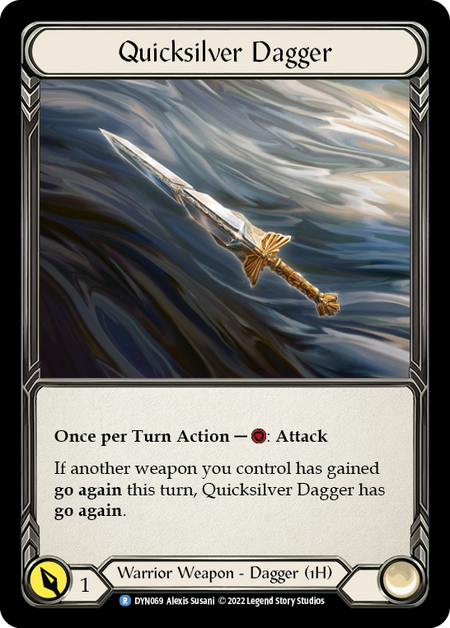 Quicksilver Dagger
Once per Turn Action — : Attack
If another weapon you control has gained
go again this turn, Quicksilver Dagger has
go again.
1
Warrior Weapon - Dagger (1H)
R DYN069 Alexis Susani © 2022 Legend Story Studios